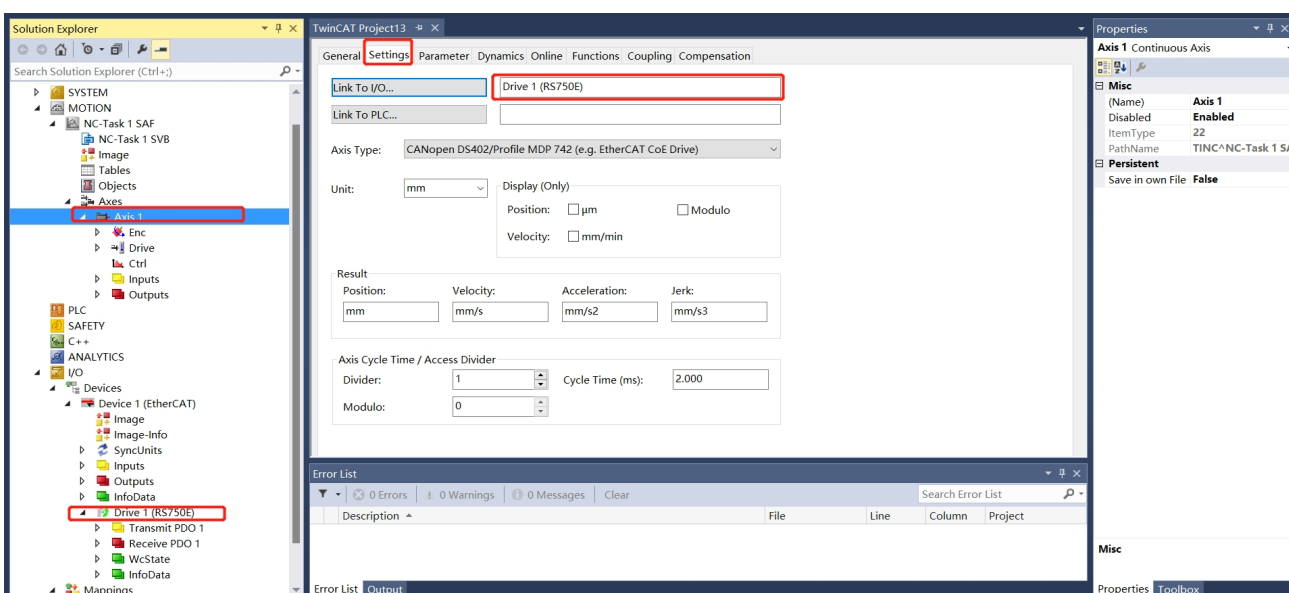 Solution Explorer
Search Solution Explorer (Ctrl+;)
SYSTEM
MOTION
NC-Task 1 SAF
NC-Task 1 SVB
Image
Tables
Objects
Axes
Axis 1
Enc
Drive
Ctrl
Inputs
Outputs
PLC
SAFETY
C++
ANALYTICS
I/O
Devices
Device 1 (EtherCAT)
Image
Image-Info
SyncUnits
Inputs
Outputs
InfoData
Drive 1 (RS750E)
Transmit PDO 1
Receive PDO 1
WcState
InfoData
Mappings
TwinCAT Project13
General Settings Parameter Dynamics Online Functions Coupling Compensation
Link To I/O... Drive 1 (RS750E)
Link To PLC...
Axis Type: CANopen DS402/Profile MDP 742 (e.g. EtherCAT CoE Drive)
Unit: mm Display (Only)
Position: µm Modulo
Velocity: mm/min
Result
Position: Velocity: Acceleration: Jerk:
mm mm/s mm/s2 mm/s3
Axis Cycle Time / Access Divider
Divider: 1 Cycle Time (ms): 2.000
Modulo: 0
Error List
0 Errors 0 Warnings 0 Messages Clear Search Error List
Description File Line Column Project
Error List Output
Properties
Axis 1 Continuous Axis
Misc
(Name) Axis 1
Disabled Enabled
ItemType 22
PathName TINC^NC-Task 1 SA
Persistent
Save in own File False
Misc
Properties Toolbox